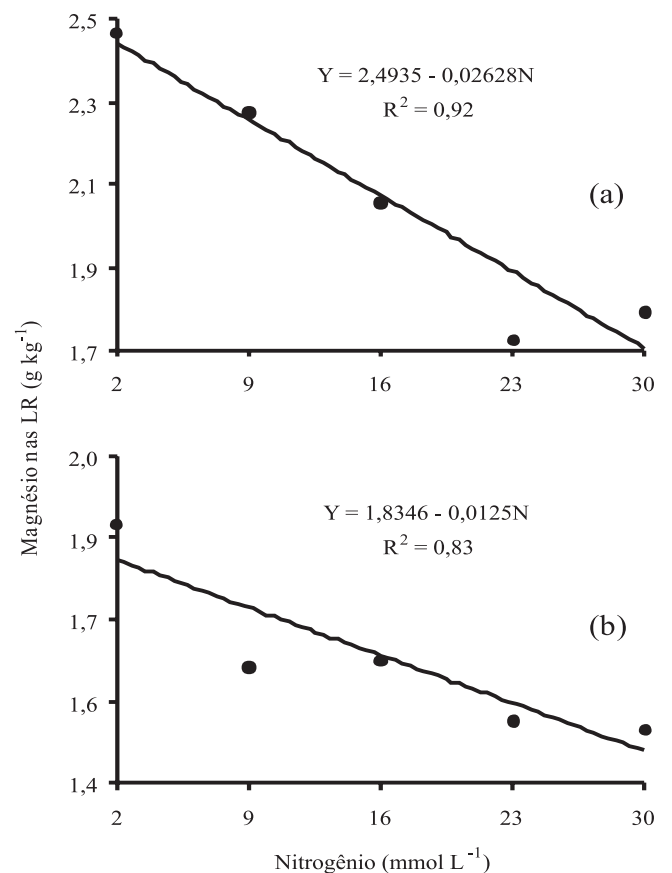 2,5
Y = 2,4935 - 0,02628N
R² = 0,92
2,3
2,1
(a)
1,9
1,7
2 9 16 23 30
Magnésio nas LR (g kg⁻¹)
2,0
Y = 1,8346 - 0,0125N
R² = 0,83
1,9
1,7
(b)
1,6
1,4
2 9 16 23 30
Nitrogênio (mmol L⁻¹)